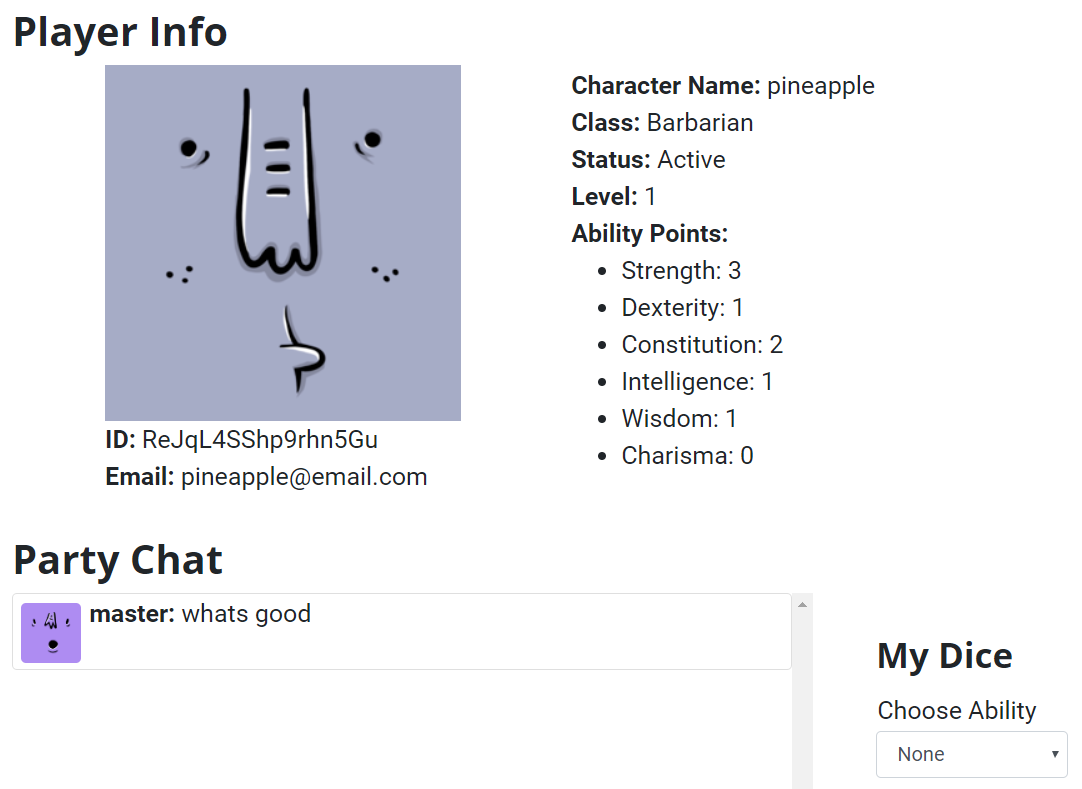 Player Info
Character Name: pineapple
Class: Barbarian
Status: Active
Level: 1
Ability Points:
Strength: 3
Dexterity: 1
Constitution: 2
Intelligence: 1
Wisdom: 1
Charisma: 0
ID: ReJqL4SShp9rhn5Gu
Email: pineapple@email.com
Party Chat
master: whats good
My Dice
Choose Ability
None